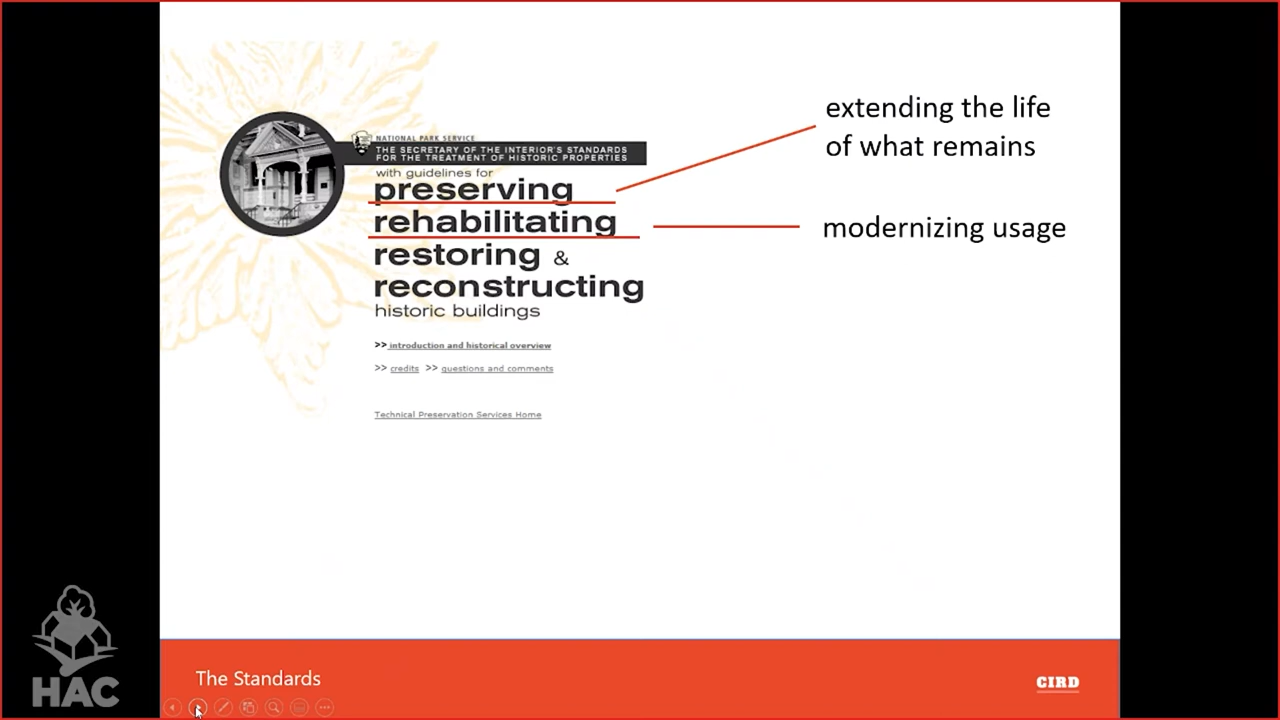 extending the life
of what remains
NATIONAL PARK SERVICE
THE SECRETARY OF THE INTERIOR'S STANDARDS
FOR THE TREATMENT OF HISTORIC PROPERTIES
with guidelines for
preserving
rehabilitating
modernizing usage
restoring &
reconstructing
historic buildings
>> introduction and historical overview
>> credits >> questions and comments
Technical Preservation Services Home
The Standards
CIRD
HAC